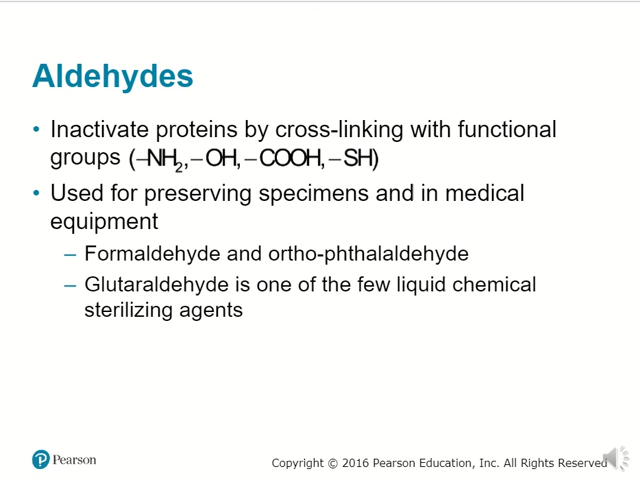 Aldehydes
• Inactivate proteins by cross-linking with functional
groups (–NH₂, –OH, –COOH, –SH)
• Used for preserving specimens and in medical
equipment
– Formaldehyde and ortho-phthalaldehyde
– Glutaraldehyde is one of the few liquid chemical
sterilizing agents
Pearson
Copyright © 2016 Pearson Education, Inc. All Rights Reserved